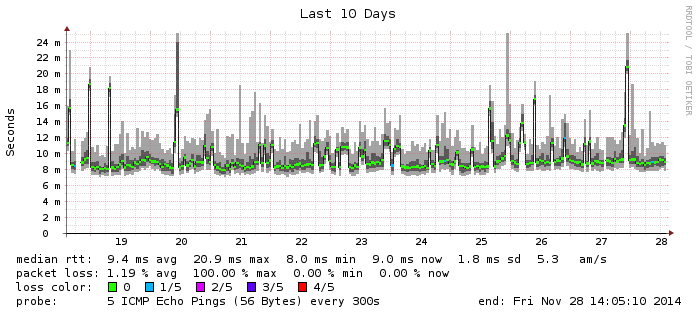 Last 10 Days
RRDTOOL / TOBI OETIKER
Seconds
24 m
22 m
20 m
18 m
16 m
14 m
12 m
10 m
8 m
6 m
4 m
2 m
0
19 20 21 22 23 24 25 26 27 28
median rtt: 9.4 ms avg 20.9 ms max 8.0 ms min 9.0 ms now 1.8 ms sd 5.3 am/s
packet loss: 1.19 % avg 100.00 % max 0.00 % min 0.00 % now
loss color: 0 1/5 2/5 3/5 4/5
probe: 5 ICMP Echo Pings (56 Bytes) every 300s end: Fri Nov 28 14:05:10 2014